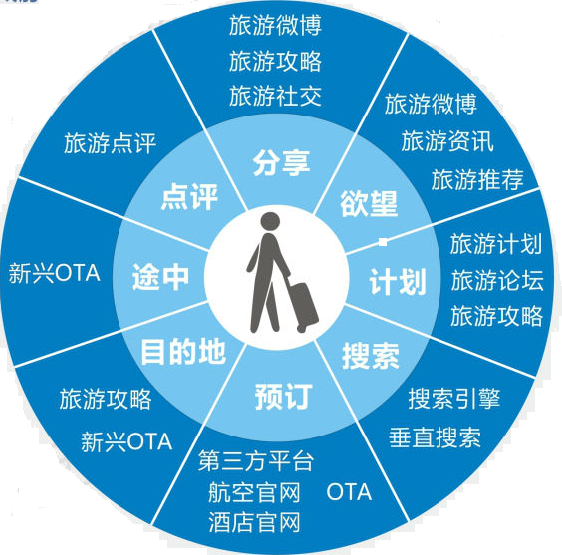 旅游微博
旅游攻略
旅游社交
分享
旅游微博
旅游资讯
旅游推荐
欲望
旅游计划
旅游论坛
旅游攻略
计划
搜索引擎
垂直搜索
搜索
第三方平台
航空官网 OTA
酒店官网
预订
旅游攻略
新兴OTA
目的地
新兴OTA
途中
旅游点评
点评